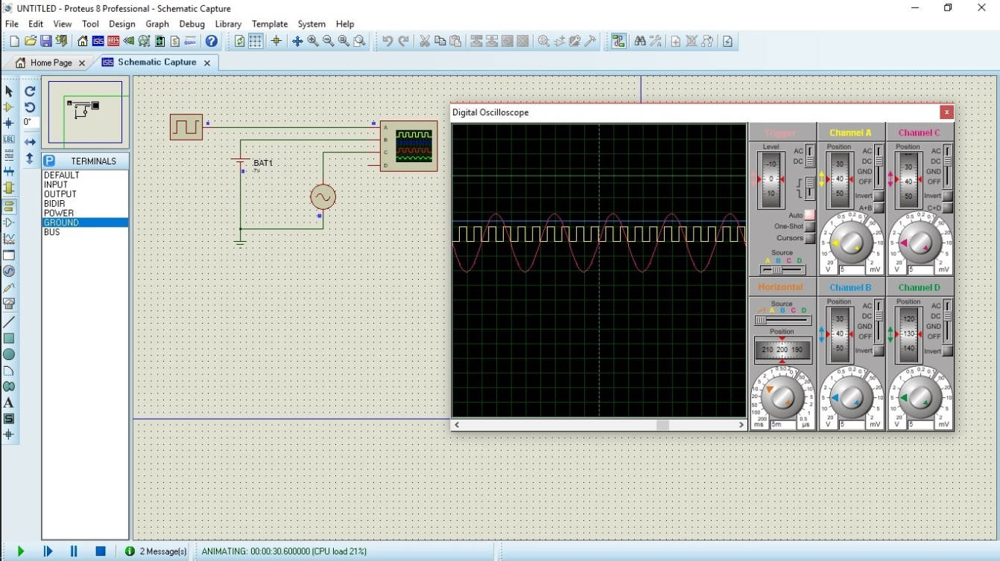 UNTITLED - Proteus 8 Professional - Schematic Capture
File Edit View Tool Design Graph Debug Library Template System Help
Home Page
Schematic Capture
0°
LBL
P TERMINALS
DEFAULT
INPUT
OUTPUT
BIDIR
POWER
GROUND
BUS
A
BAT1
A
B
C
D
Digital Oscilloscope
Trigger
Level
AC
DC
-10
0
10
Auto
One-Shot
Cursors
Source
A B C D
Channel A
Position
AC
DC
GND
OFF
30
40
50
Invert
A+B
V 5 mV
Channel C
Position
AC
DC
GND
OFF
30
40
50
Invert
C+D
V 5 mV
Horizontal
Source
A B C D
Position
210 200 190
ms 5m µs
Channel B
Position
AC
DC
GND
OFF
30
40
50
Invert
V 5 mV
Channel D
Position
AC
DC
GND
OFF
-120
-130
-140
Invert
V 5 mV
2 Message(s)
ANIMATING: 00:00:30.600000 (CPU load 21%)